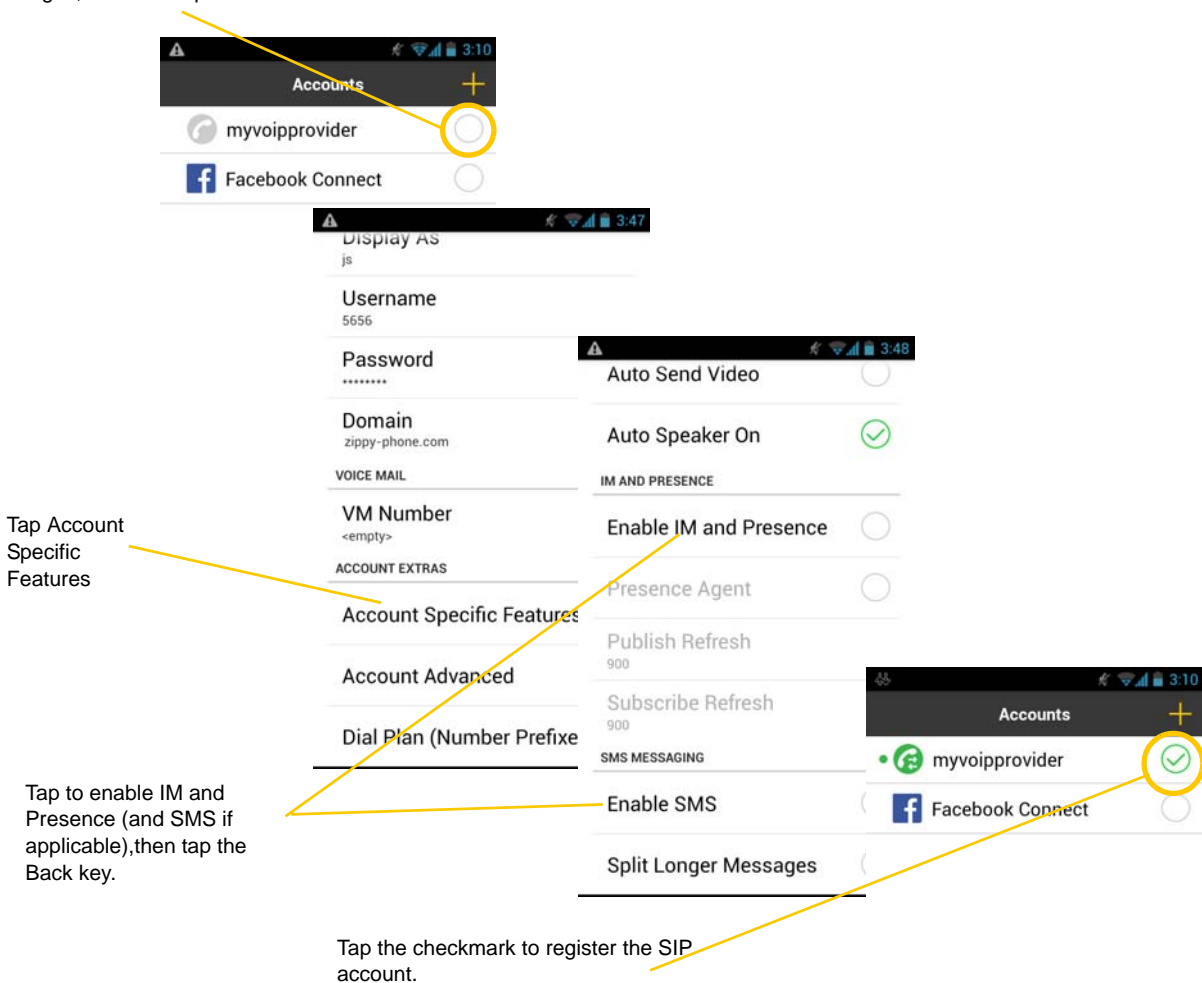 3:10
Accounts
myvoipprovider
Facebook Connect
3:47
Display As
js
Username
5656
Password
••••••••
Domain
zippy-phone.com
VOICE MAIL
VM Number
<empty>
ACCOUNT EXTRAS
Account Specific Features
Account Advanced
Dial Plan (Number Prefixe
Tap Account
Specific
Features
3:48
Auto Send Video
Auto Speaker On
IM AND PRESENCE
Enable IM and Presence
Presence Agent
Publish Refresh
900
Subscribe Refresh
900
SMS MESSAGING
Enable SMS
Split Longer Messages
Tap to enable IM and
Presence (and SMS if
applicable),then tap the
Back key.
3:10
Accounts
myvoipprovider
Facebook Connect
Tap the checkmark to register the SIP
account.